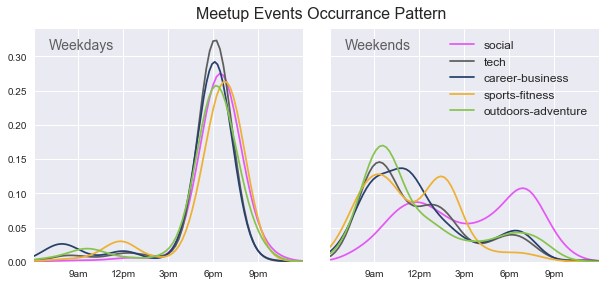 Meetup Events Occurrance Pattern
Weekdays
0.30
0.25
0.20
0.15
0.10
0.05
0.00
9am 12pm 3pm 6pm 9pm
Weekends
social
tech
career-business
sports-fitness
outdoors-adventure
9am 12pm 3pm 6pm 9pm